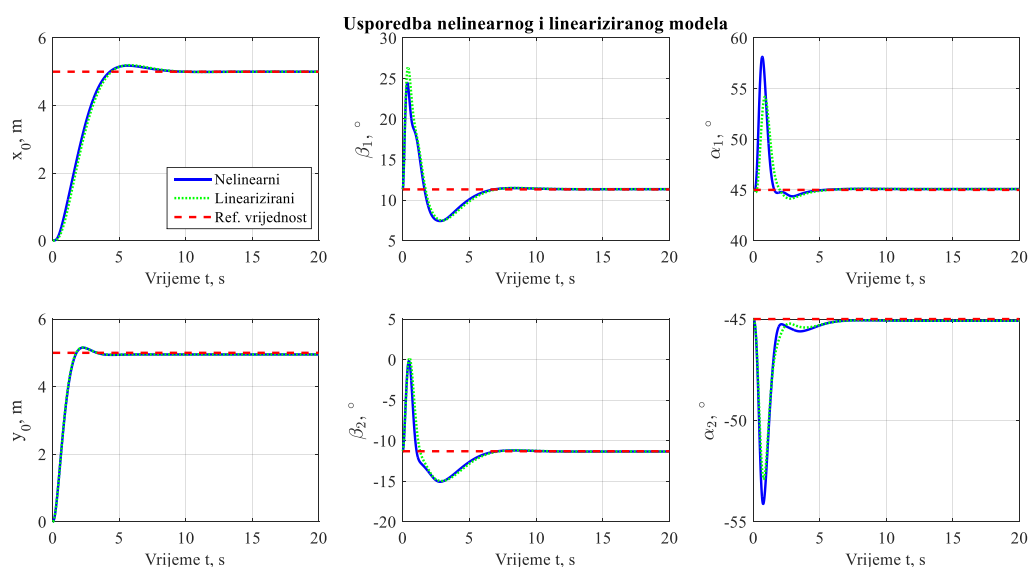 Usporedba nelinearnog i lineariziranog modela
6
4
2
0
x₀, m
0 5 10 15 20
Vrijeme t, s
Nelinearni
Linearizirani
Ref. vrijednost
30
25
20
15
10
5
β₁, °
0 5 10 15 20
Vrijeme t, s
60
55
50
45
40
α₁, °
0 5 10 15 20
Vrijeme t, s
6
4
2
0
y₀, m
0 5 10 15 20
Vrijeme t, s
5
0
-5
-10
-15
-20
β₂, °
0 5 10 15 20
Vrijeme t, s
-45
-50
-55
α₂, °
0 5 10 15 20
Vrijeme t, s